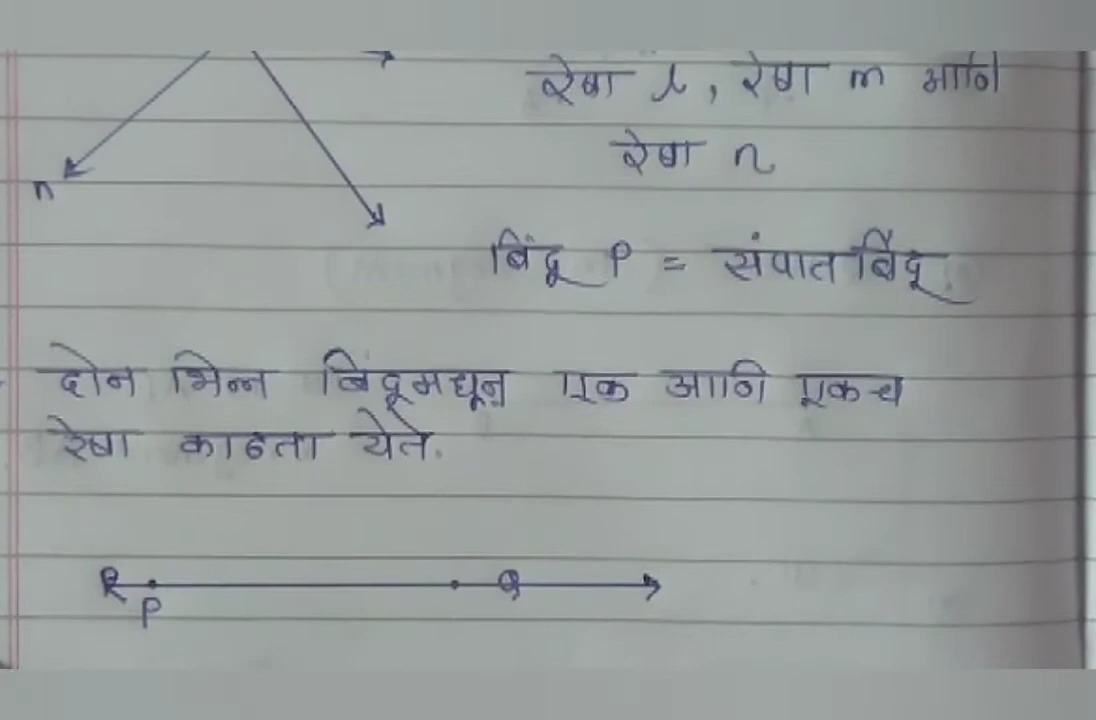 रेषा l, रेषा m आणि
रेषा n
n
बिंदू P = संपात बिंदू.
दोन भिन्न बिंदूमधून एक आणि एकच
रेषा काढता येते.
R P Q